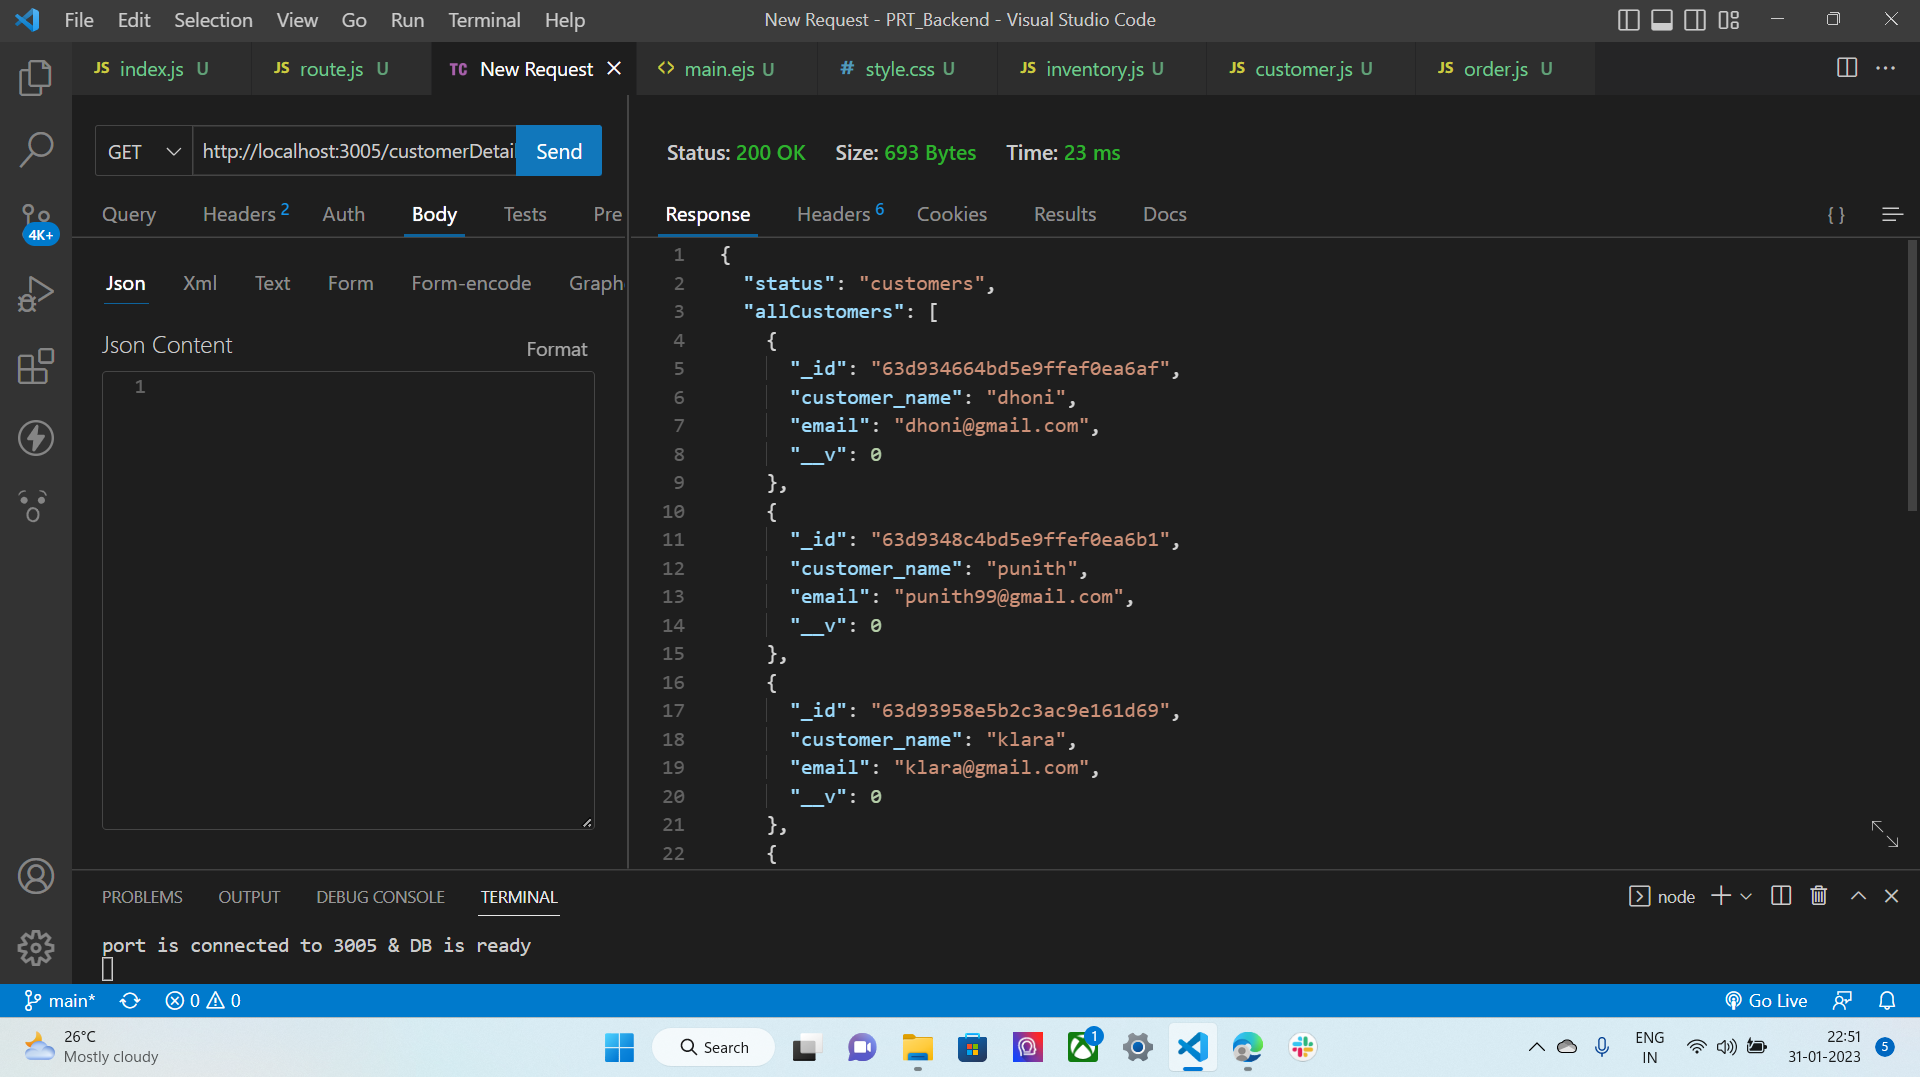 File Edit Selection View Go Run Terminal Help New Request - PRT_Backend - Visual Studio Code
JS index.js U JS route.js U TC New Request <> main.ejs U # style.css U JS inventory.js U JS customer.js U JS order.js U
GET http://localhost:3005/customerDetail Send
Status: 200 OK Size: 693 Bytes Time: 23 ms
Query Headers 2 Auth Body Tests Pre
Response Headers 6 Cookies Results Docs { }
4K+
Json Xml Text Form Form-encode Graph
Json Content Format
1
1 {
2 "status": "customers",
3 "allCustomers": [
4 {
5 "_id": "63d934664bd5e9ffef0ea6af",
6 "customer_name": "dhoni",
7 "email": "dhoni@gmail.com",
8 "__v": 0
9 },
10 {
11 "_id": "63d9348c4bd5e9ffef0ea6b1",
12 "customer_name": "punith",
13 "email": "punith99@gmail.com",
14 "__v": 0
15 },
16 {
17 "_id": "63d93958e5b2c3ac9e161d69",
18 "customer_name": "klara",
19 "email": "klara@gmail.com",
20 "__v": 0
21 },
22 {
PROBLEMS OUTPUT DEBUG CONSOLE TERMINAL node
port is connected to 3005 & DB is ready
main* 0 0 Go Live
26°C
Mostly cloudy
Search
1
ENG
IN
22:51
31-01-2023
5